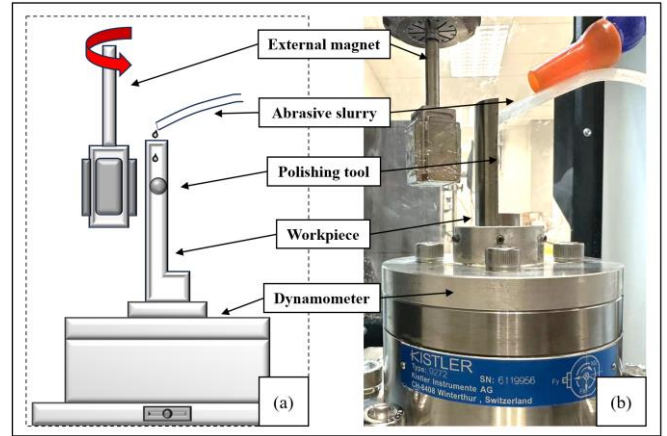 External magnet
Abrasive slurry
Polishing tool
Workpiece
Dynamometer
(a)
KISTLER
Type: 9272
SN: 6119956
Kistler Instrumente AG
CH-8408 Winterthur, Switzerland
Fy
(b)